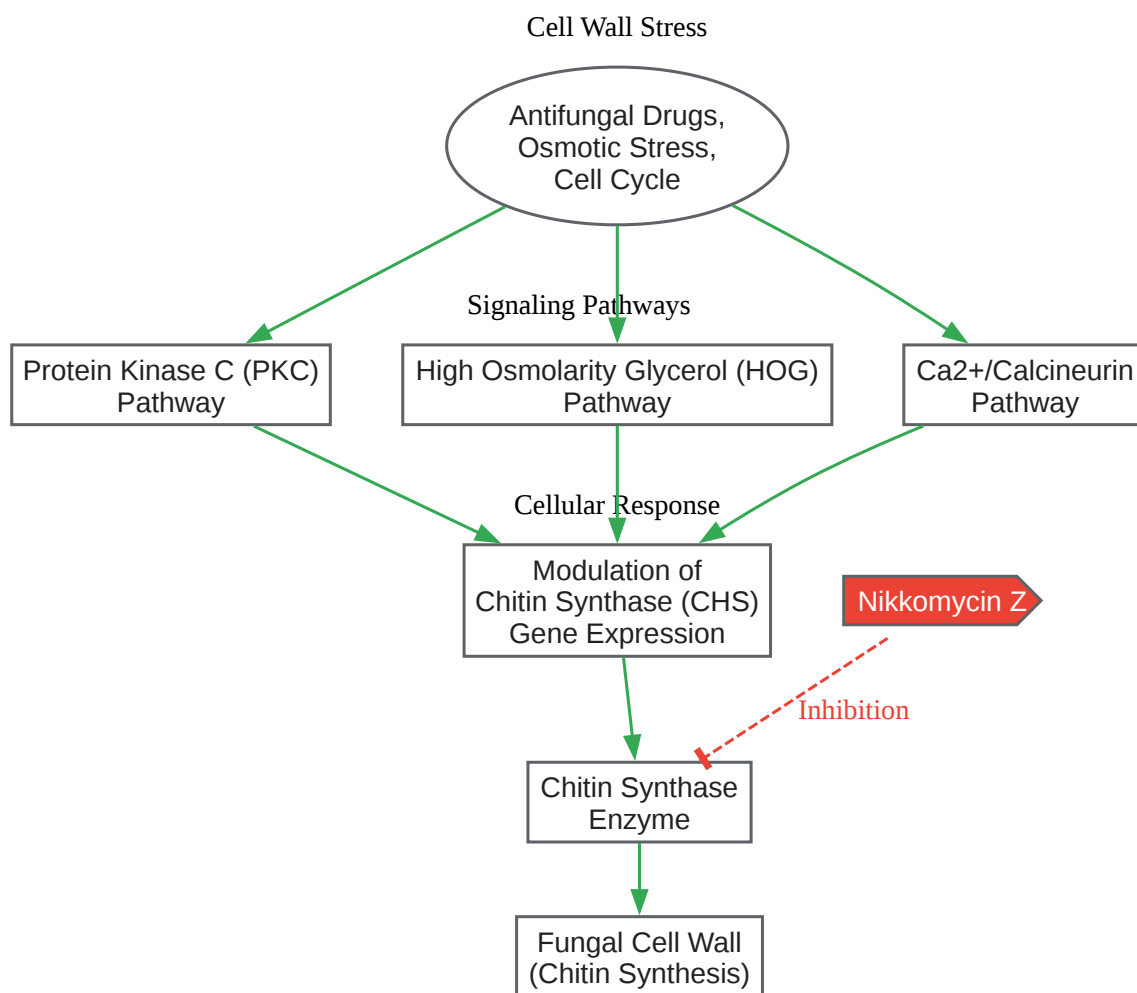 Cell Wall Stress
Antifungal Drugs,
Osmotic Stress,
Cell Cycle
Signaling Pathways
Protein Kinase C (PKC)
Pathway
High Osmolarity Glycerol (HOG)
Pathway
Ca2+/Calcineurin
Pathway
Cellular Response
Modulation of
Chitin Synthase (CHS)
Gene Expression
Nikkomycin Z
Inhibition
Chitin Synthase
Enzyme
Fungal Cell Wall
(Chitin Synthesis)